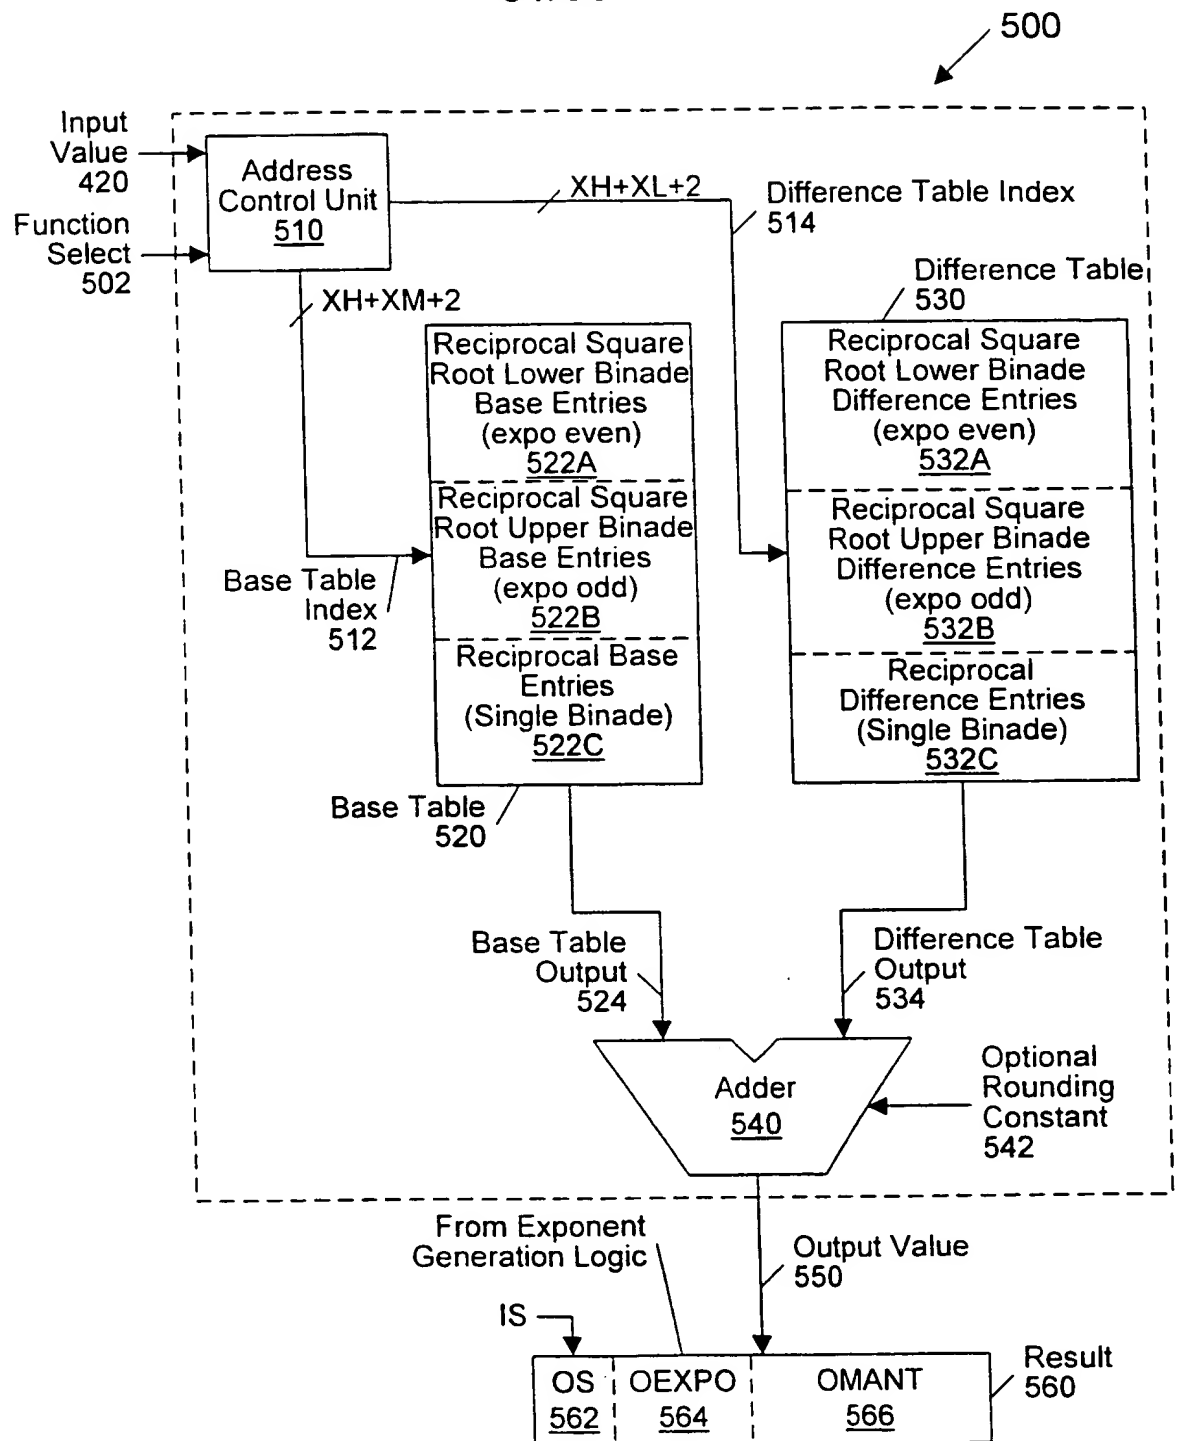 500
Input
Value
420
Function
Select
502
Address
Control Unit
510
XH+XL+2
Difference Table Index
514
XH+XM+2
Difference Table
530
Reciprocal Square
Root Lower Binade
Base Entries
(expo even)
522A
Reciprocal Square
Root Upper Binade
Base Entries
(expo odd)
522B
Reciprocal Base
Entries
(Single Binade)
522C
Reciprocal Square
Root Lower Binade
Difference Entries
(expo even)
532A
Reciprocal Square
Root Upper Binade
Difference Entries
(expo odd)
532B
Reciprocal
Difference Entries
(Single Binade)
532C
Base Table
Index
512
Base Table
520
Base Table
Output
524
Difference Table
Output
534
Adder
540
Optional
Rounding
Constant
542
From Exponent
Generation Logic
Output Value
550
IS
OS
562
OEXPO
564
OMANT
566
Result
560